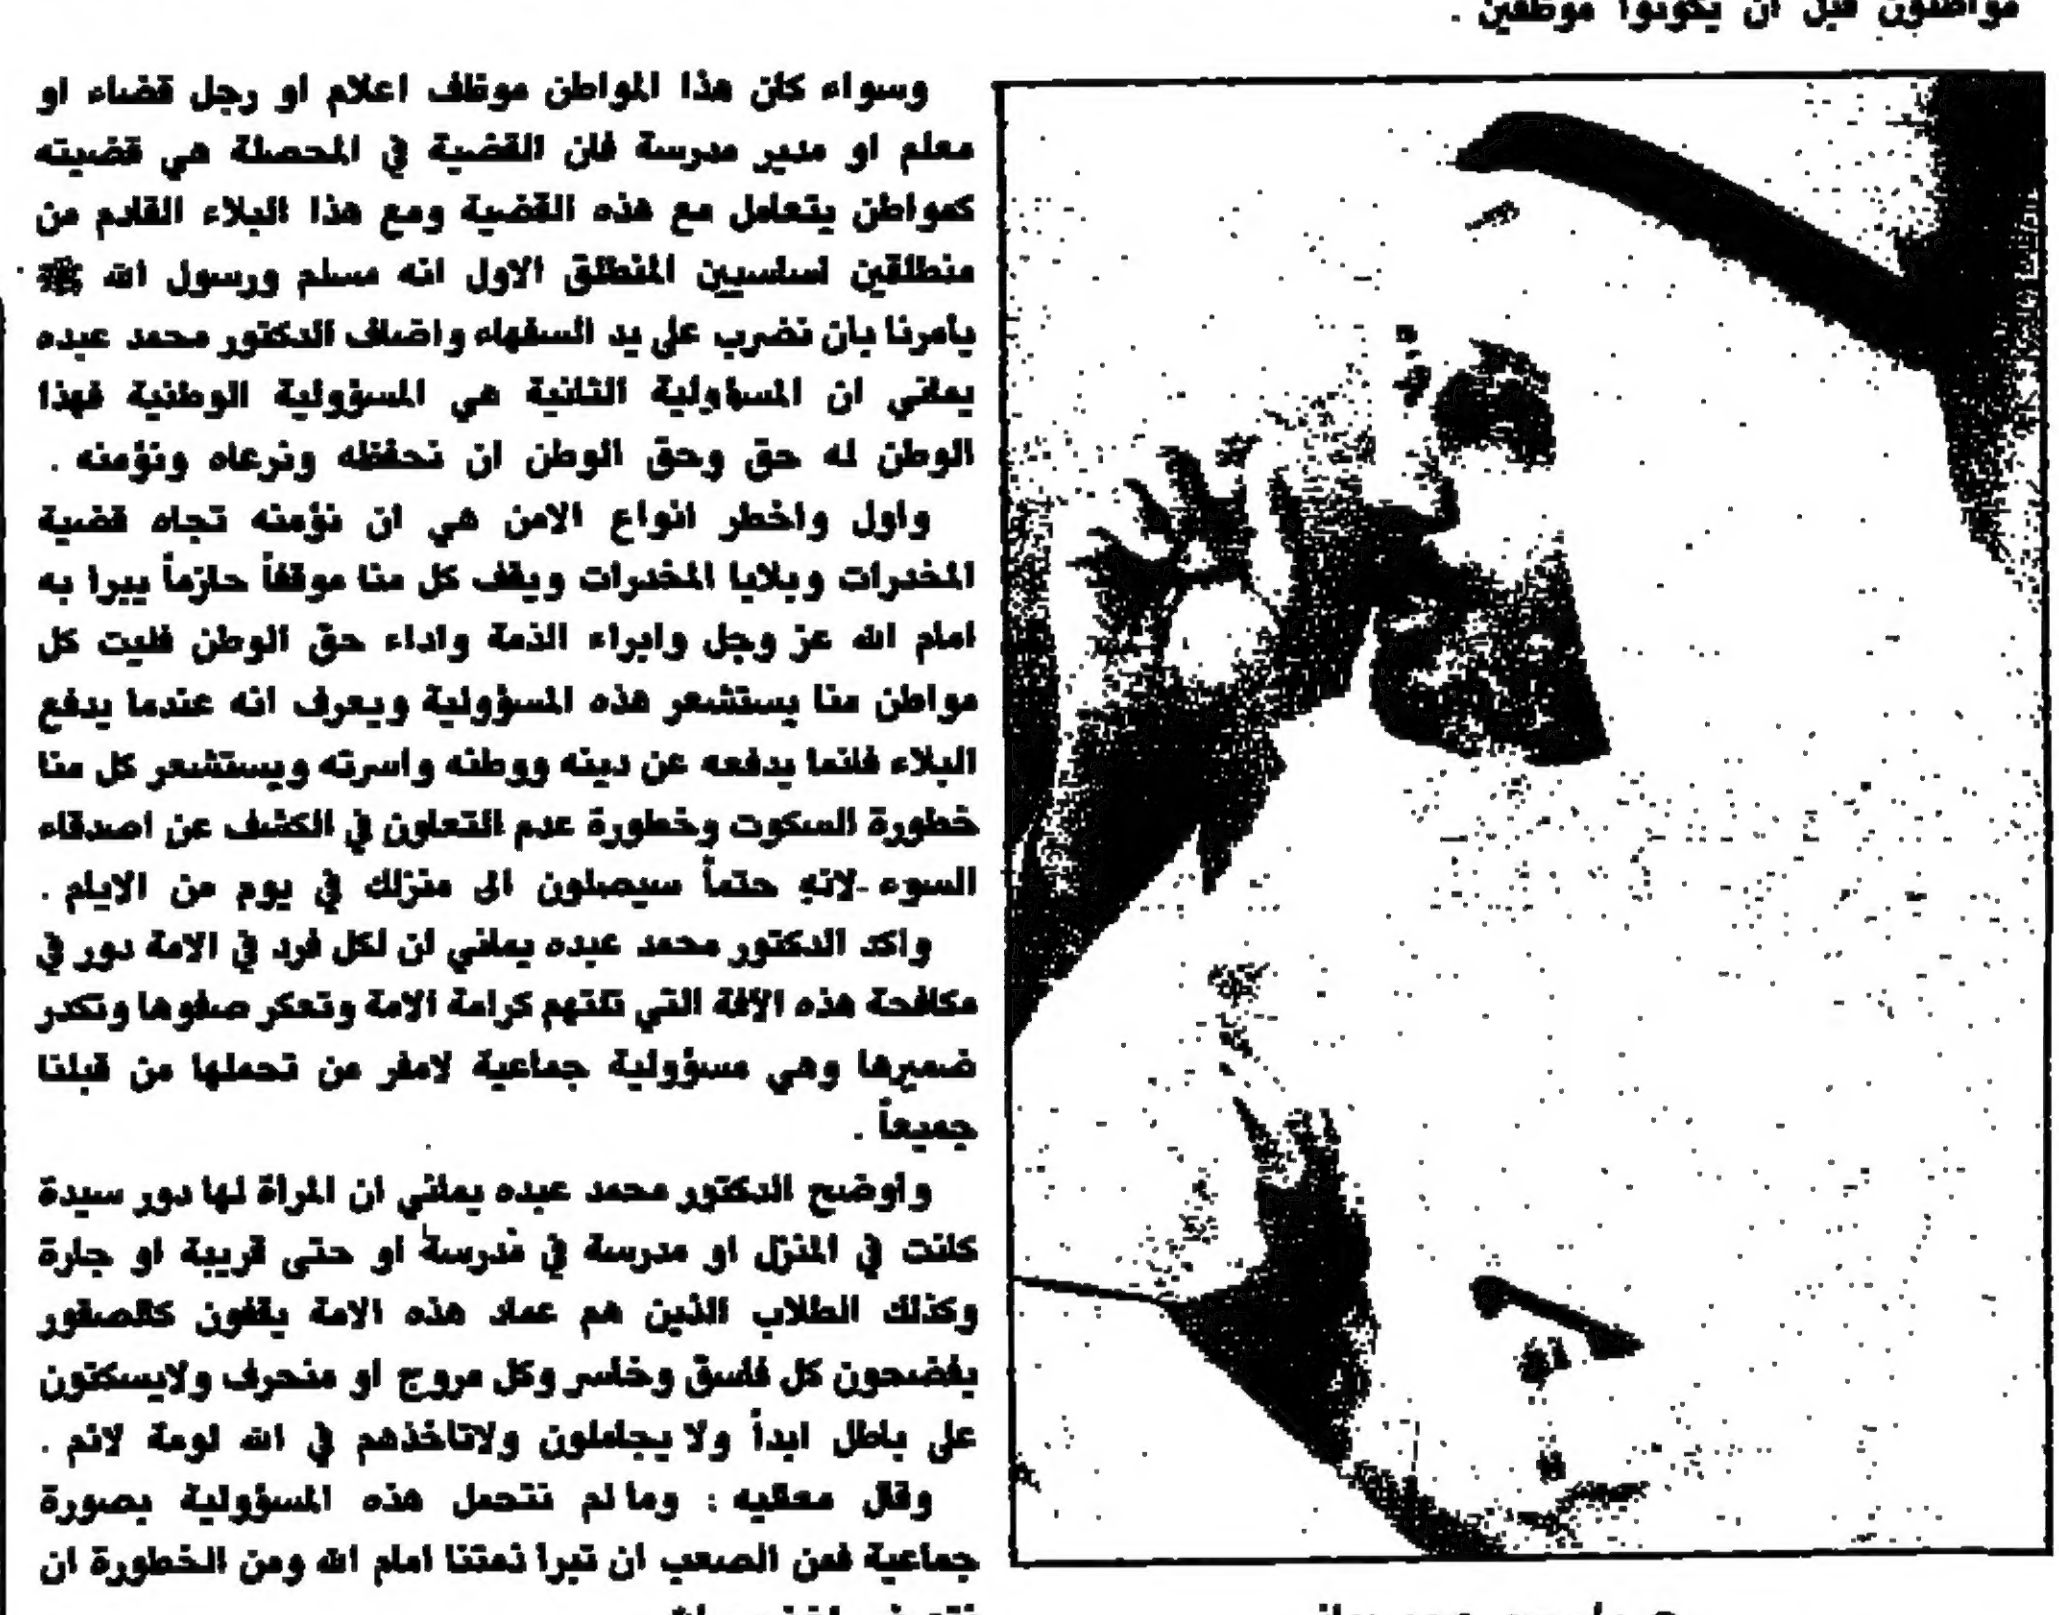 مواطنون قبل ان يكونوا موظفين .
وسواء كان هذا المواطن موظف اعلام او رجل قضاء او
معلم او مدير مدرسة فان القضية في المحصلة هي قضيته
كمواطن يتعامل مع هذه القضية ومع هذا البلاء القادم من
منطلقين اساسيين المنطلق الاول انه مسلم ورسول الله ﷺ
يأمرنا بان نضرب على يد السفهاء واضاف الدكتور محمد عبده
يماني ان المسؤولية الثانية هي المسؤولية الوطنية فهذا
الوطن له حق وحق الوطن ان نحفظه ونرعاه ونؤمنه .
واول واخطر انواع الامن هي ان نؤمنه تجاه قضية
المخدرات وبلايا المخدرات ويقف كل منا موقفاً حازماً يبرا به
امام الله عز وجل وابراء الذمة واداء حق الوطن فليت كل
مواطن منا يستشعر هذه المسؤولية ويعرف انه عندما يدفع
البلاء فانما يدفعه عن دينه ووطنه واسرته ويستشعر كل منا
خطورة السكوت وخطورة عدم التعاون في الكشف عن اصدقاء
السوء لانه حتماً سيصلون الى منزلك في يوم من الايام .
واكد الدكتور محمد عبده يماني ان لكل فرد في الامة دور في
مكافحة هذه الآفة التي تلتهم كرامة الامة وتعكر صفوها وتكدر
ضميرها وهي مسؤولية جماعية لامفر من تحملها من قبلنا
جميعاً .
واوضح الدكتور محمد عبده يماني ان المراة لها دور سيدة
كانت في المنزل او مدرسة في مدرسة او حتى قريبة او جارة
وكذلك الطلاب الذين هم عماد هذه الامة يقفون كالصقور
يفضحون كل فاسق وخاسر وكل مروج او منحرف ولايسكتون
على باطل ابداً ولا يجاملون ولاتاخذهم في الله لومة لائم .
وقال معاليه : وما لم نتحمل هذه المسؤولية بصورة
جماعية فمن الصعب ان تبرا ذمتنا امام الله ومن الخطورة ان